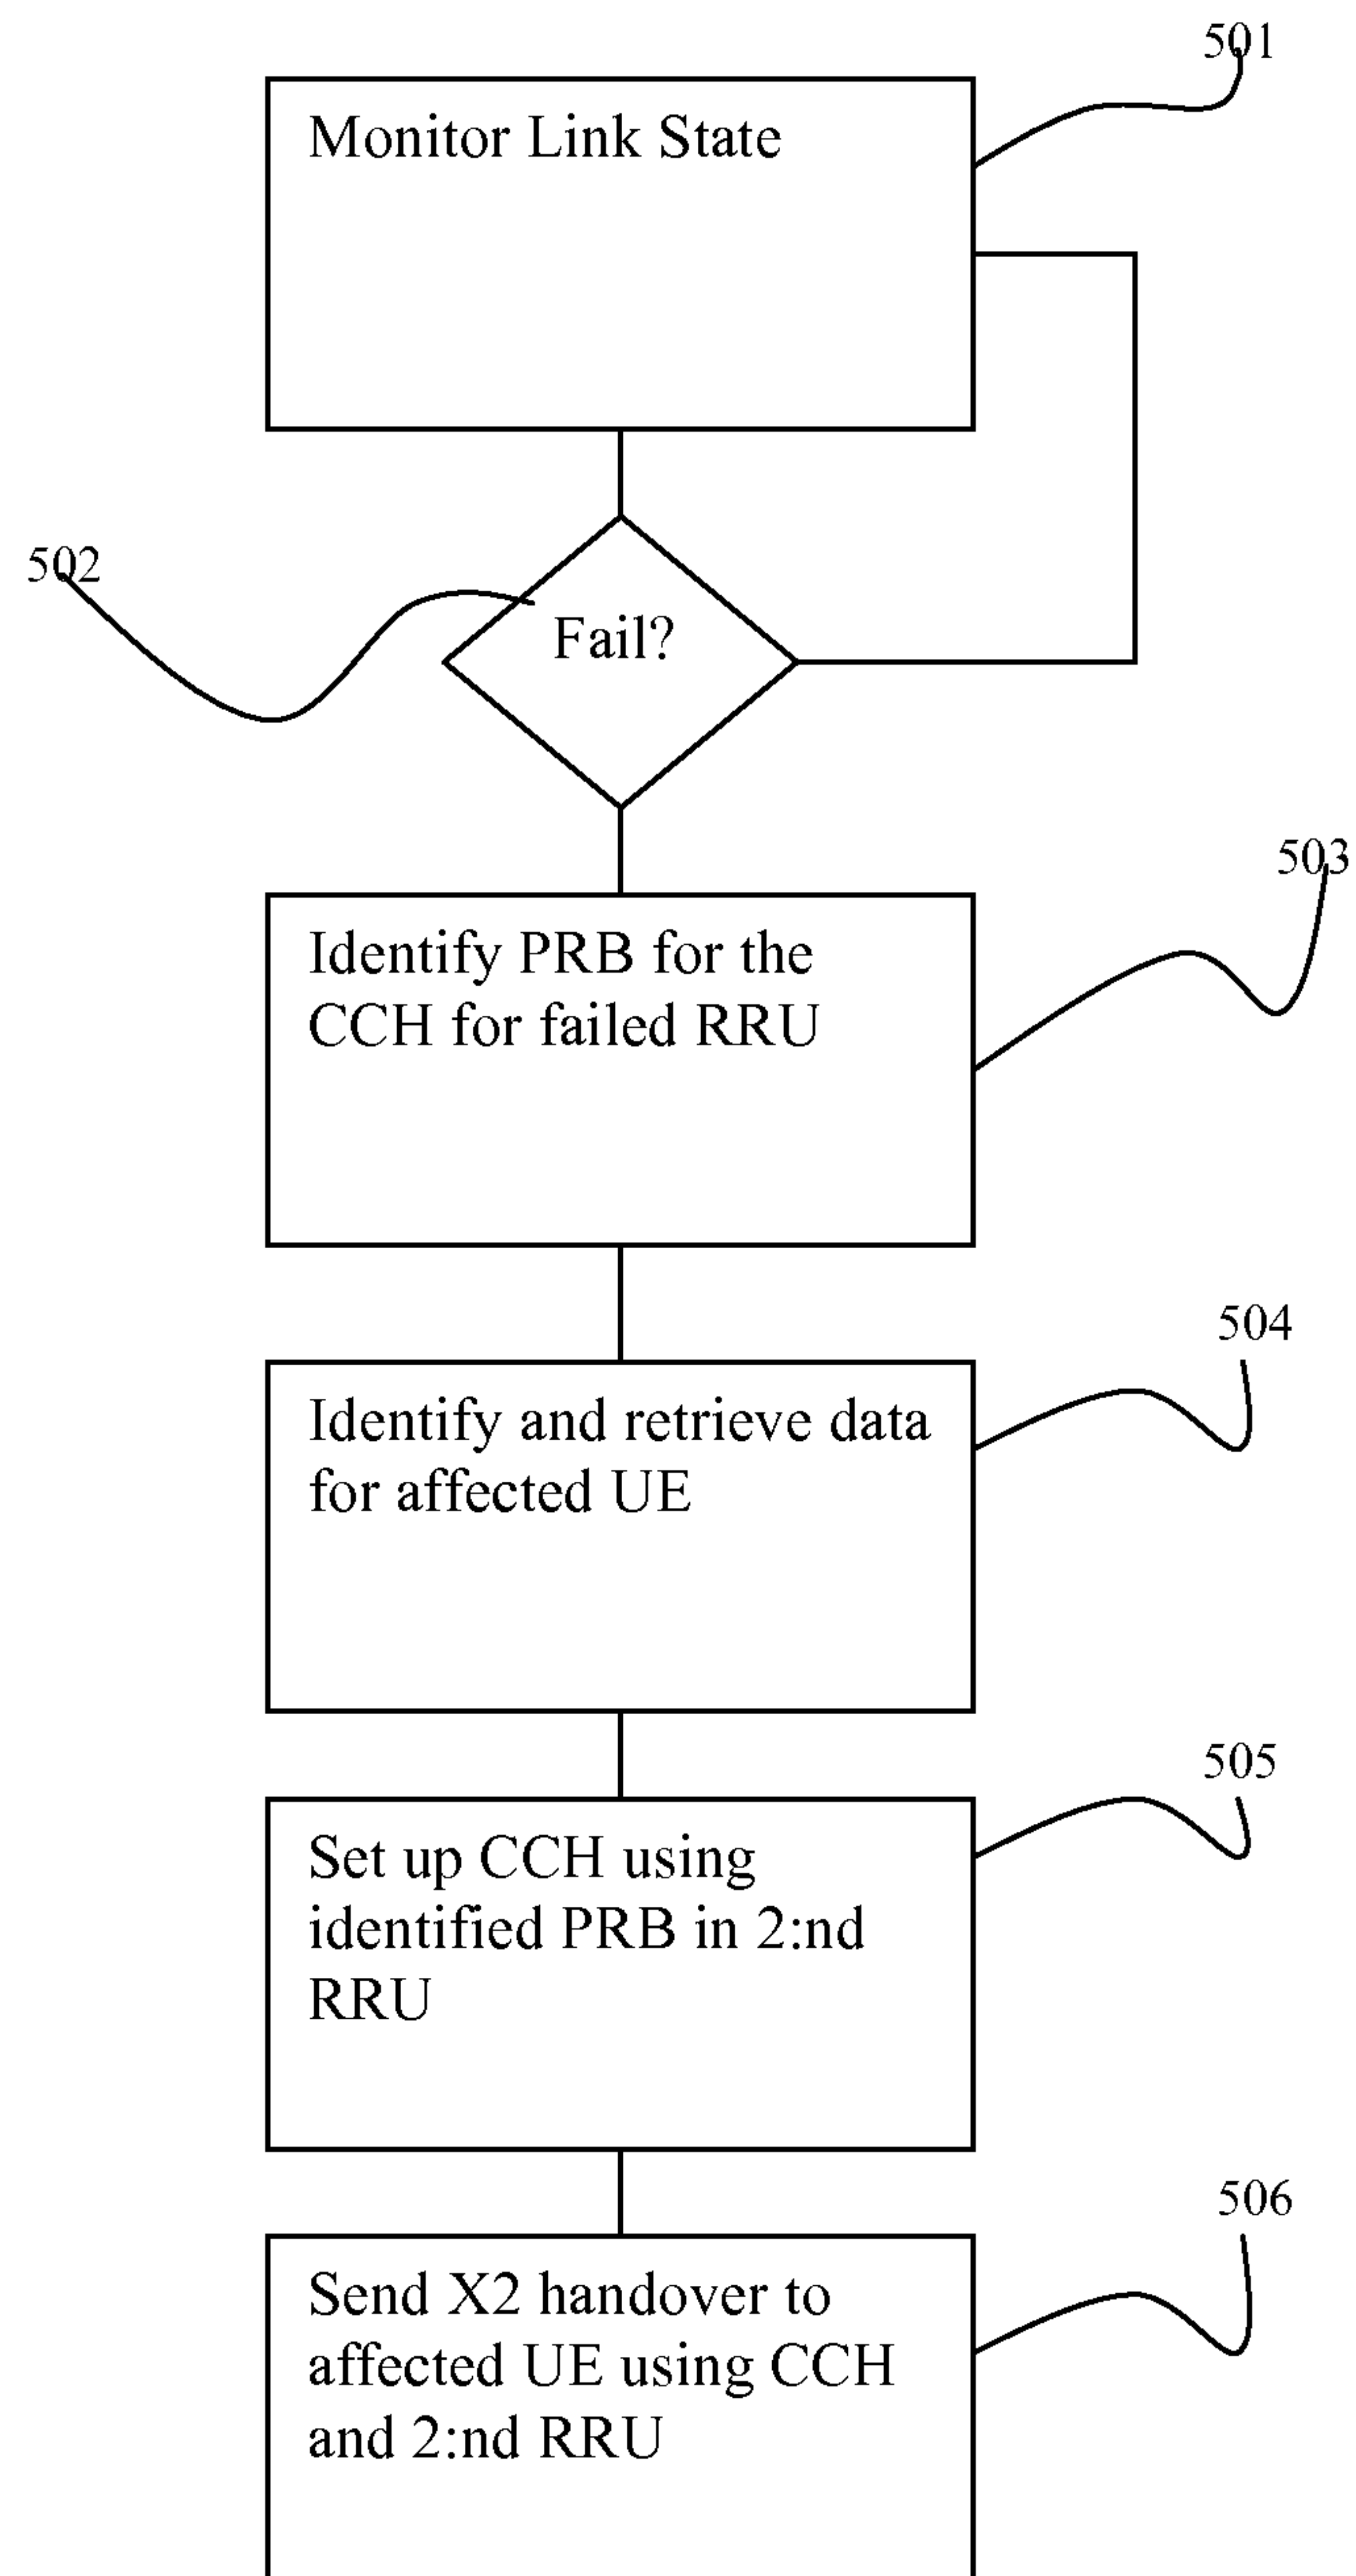 501
Monitor Link State
502
Fail?
503
Identify PRB for the
CCH for failed RRU
504
Identify and retrieve data
for affected UE
505
Set up CCH using
identified PRB in 2:nd
RRU
506
Send X2 handover to
affected UE using CCH
and 2:nd RRU